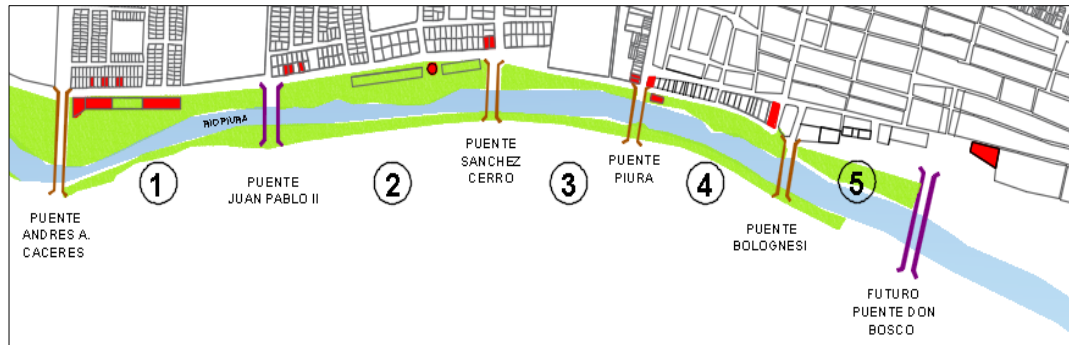 RIO PIURA
1
2
3
4
5
PUENTE
ANDRES A.
CACERES
PUENTE
JUAN PABLO II
PUENTE
SANCHEZ
CERRO
PUENTE
PIURA
PUENTE
BOLOGNESI
FUTURO
PUENTE DON
BOSCO